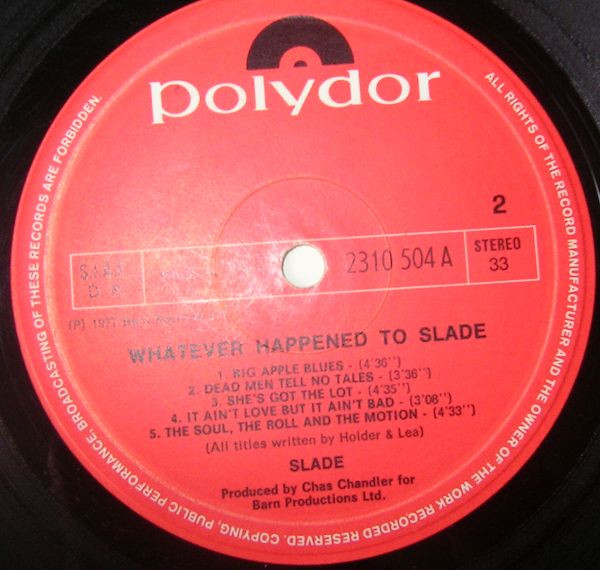 polydor
ALL RIGHTS OF THE RECORD MANUFACTURER AND THE OWNER OF THE WORK RECORDED RESERVED. COPYING, PUBLIC PERFORMANCE, BROADCASTING OF THESE RECORDS ARE FORBIDDEN.
2
2310 504 A
STEREO
33
(P) 1977
WHATEVER HAPPENED TO SLADE
1. BIG APPLE BLUES - (4'36'')
2. DEAD MEN TELL NO TALES - (3'36'')
3. SHE'S GOT THE LOT - (4'35'')
4. IT AIN'T LOVE BUT IT AIN'T BAD - (3'08'')
5. THE SOUL, THE ROLL AND THE MOTION - (4'33'')
(All titles written by Holder & Lea)
SLADE
Produced by Chas Chandler for
Barn Productions Ltd.